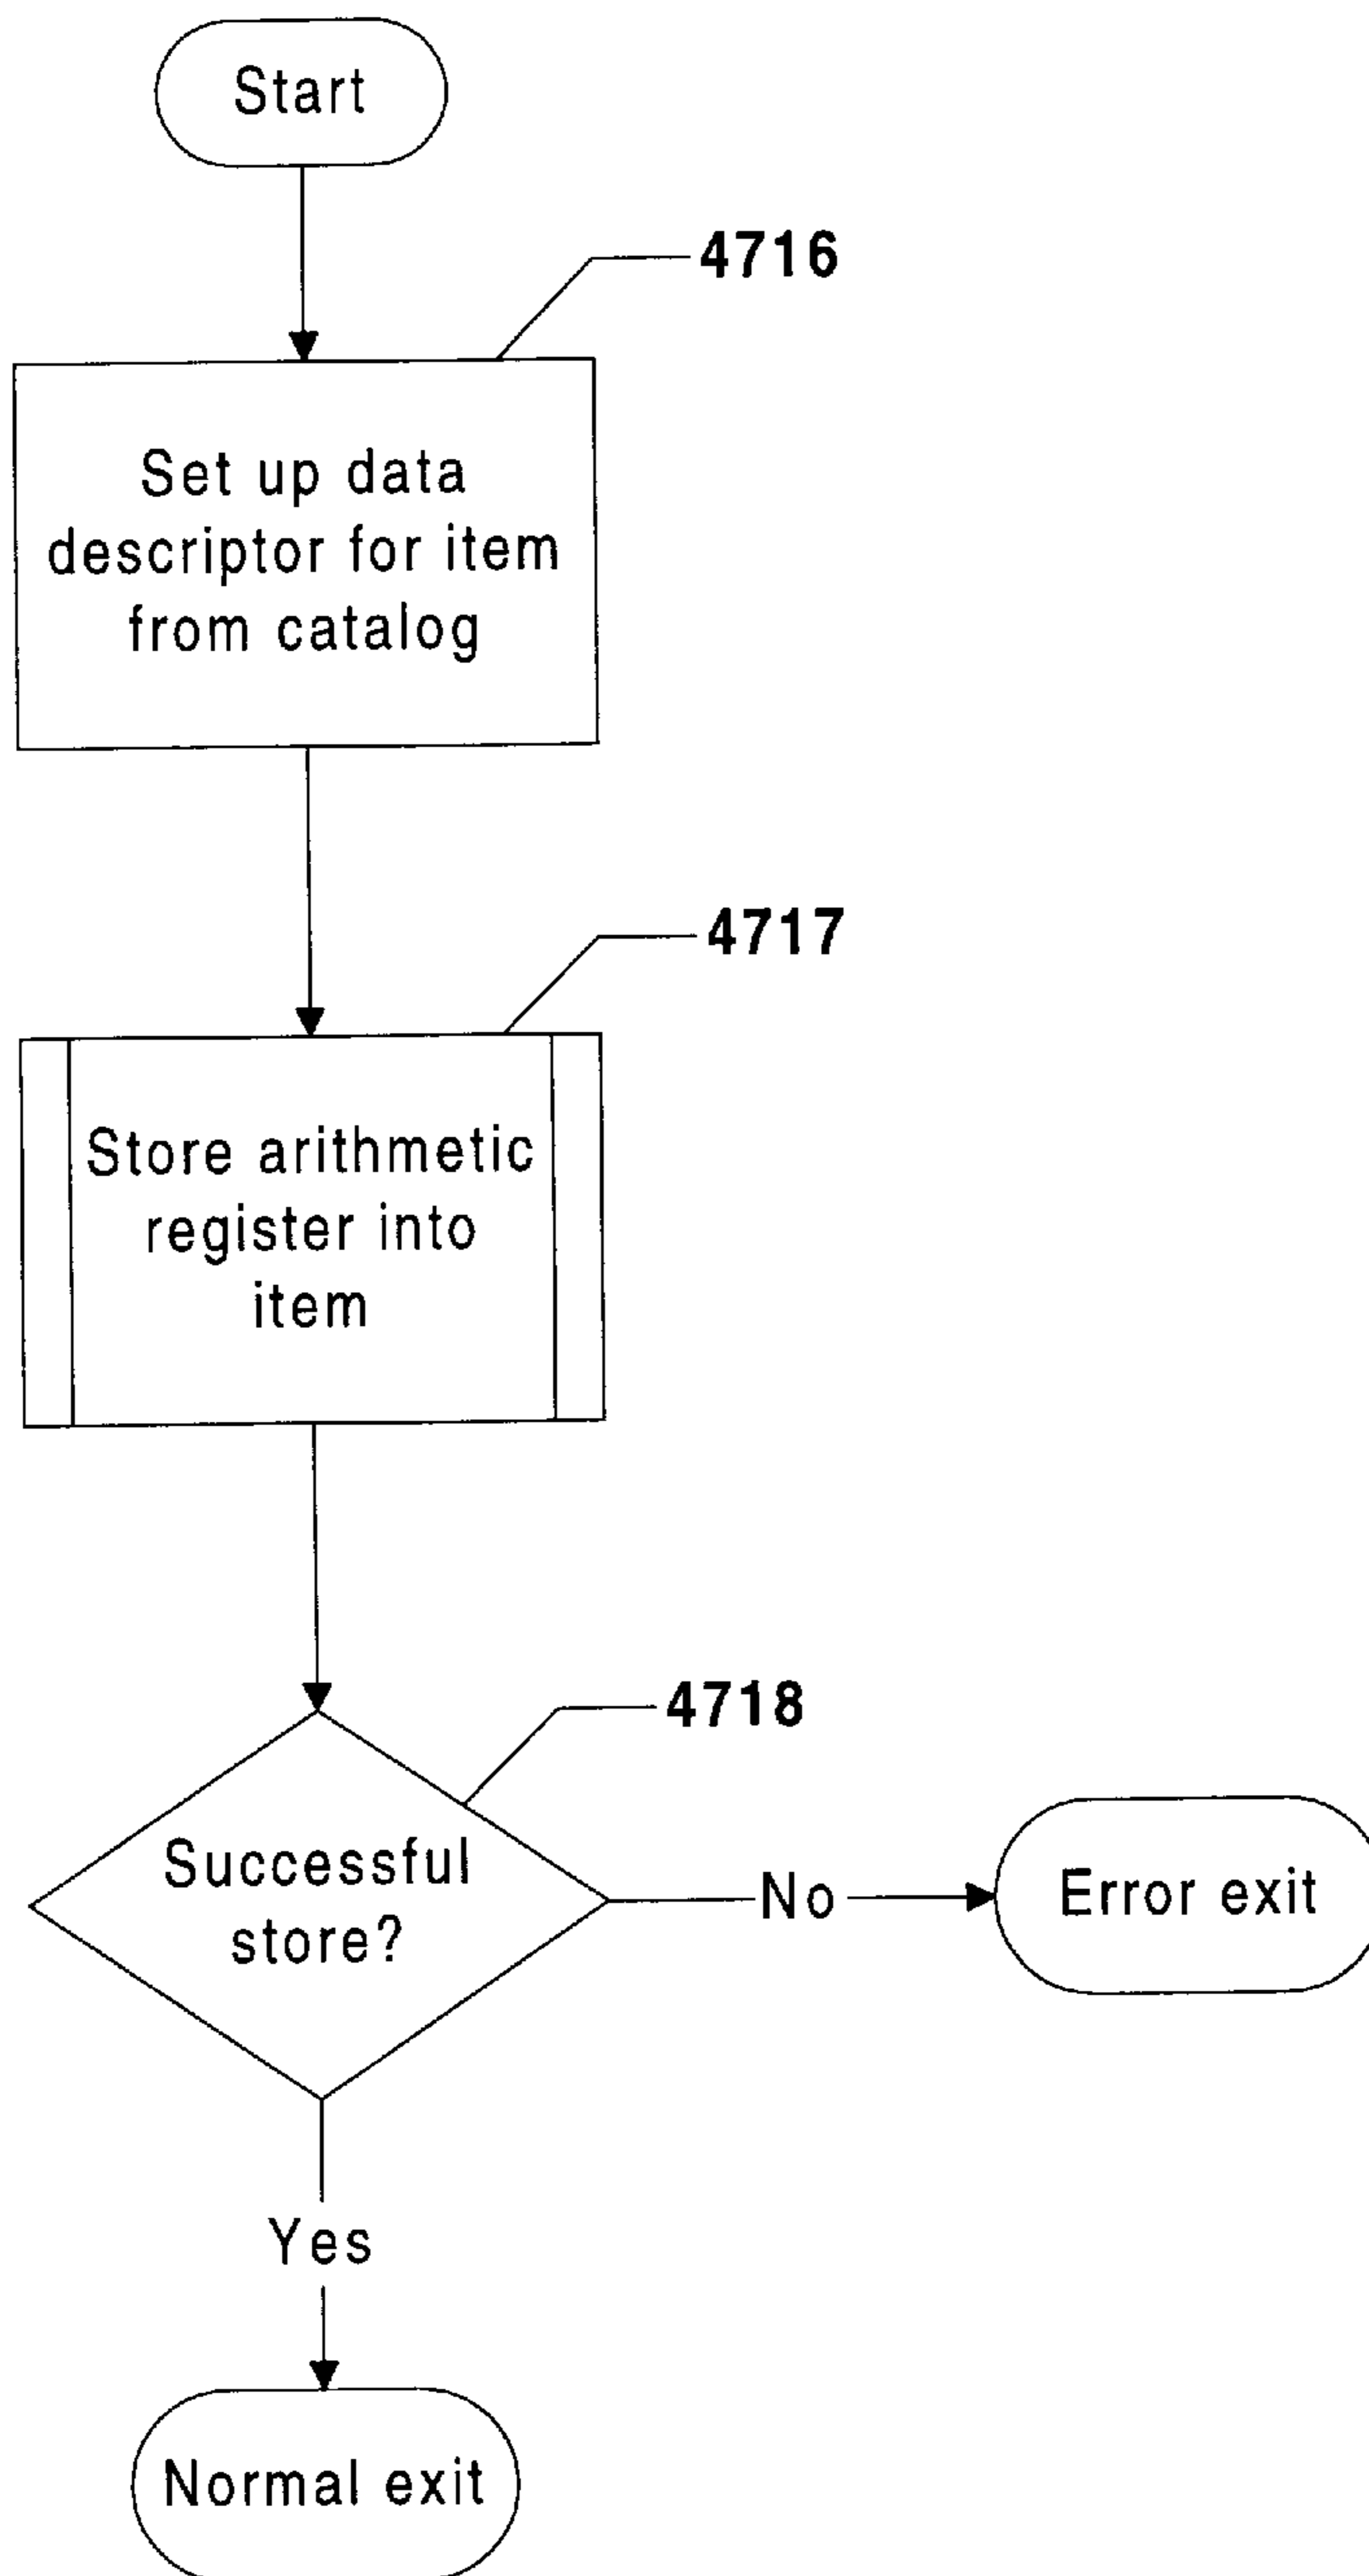 Start
4716
Set up data
descriptor for item
from catalog
4717
Store arithmetic
register into
item
4718
Successful
store?
No
Error exit
Yes
Normal exit